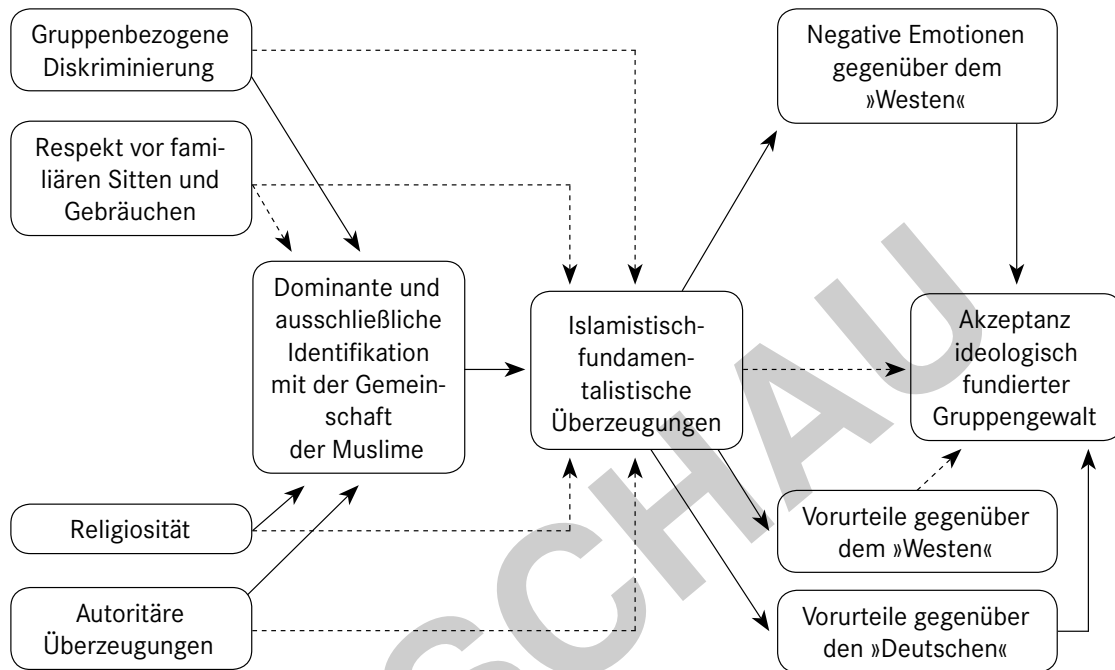 Gruppenbezogene
Diskriminierung
Negative Emotionen
gegenüber dem
»Westen«
Respekt vor fami-
liären Sitten und
Gebräuchen
Dominante und
ausschließliche
Identifikation
mit der Gemein-
schaft
der Muslime
Islamistisch-
fundamen-
talistische
Überzeugungen
Akzeptanz
ideologisch
fundierter
Gruppengewalt
Religiosität
Vorurteile gegenüber
dem »Westen«
Autoritäre
Überzeugungen
Vorurteile gegenüber
den »Deutschen«
SCHAU